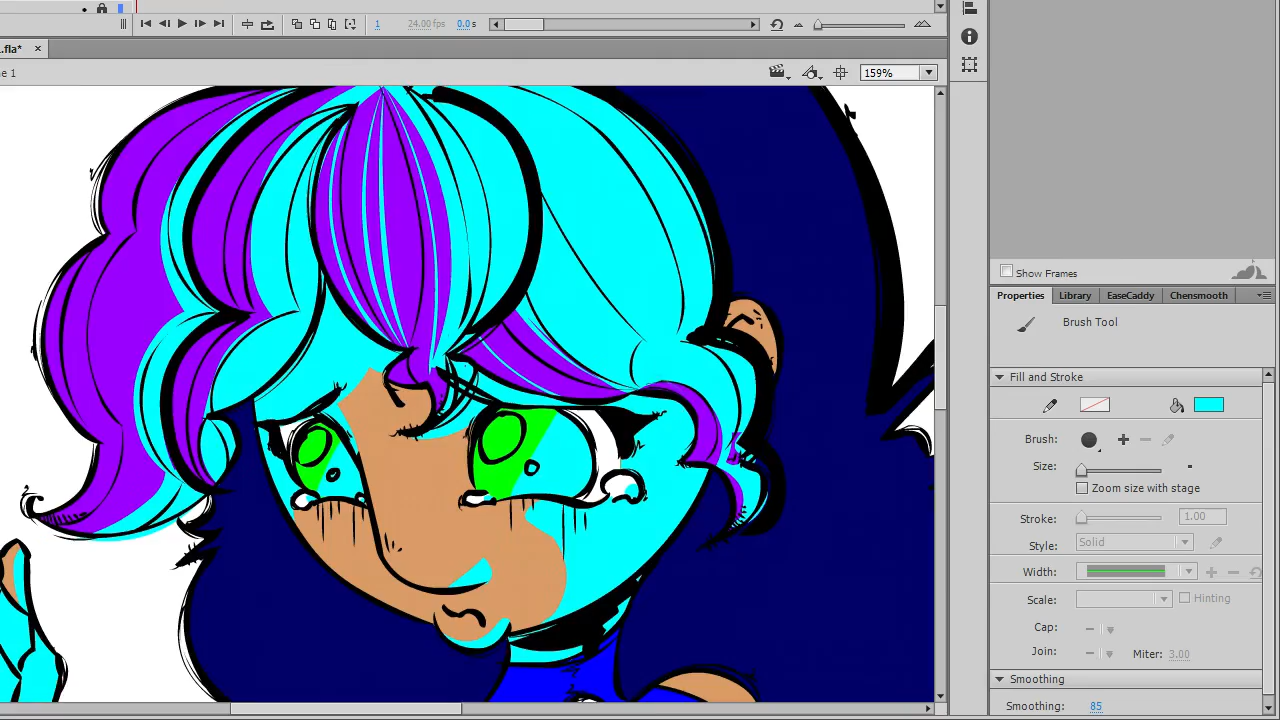 1 24.00 fps 0.0 s
.fla* ×
ne 1
159%
Show Frames
Properties Library EaseCaddy Chensmooth
Brush Tool
Fill and Stroke
Brush:
Size:
Zoom size with stage
Stroke: 1.00
Style: Solid
Width:
Scale: Hinting
Cap:
Join: Miter: 3.00
Smoothing
Smoothing: 85